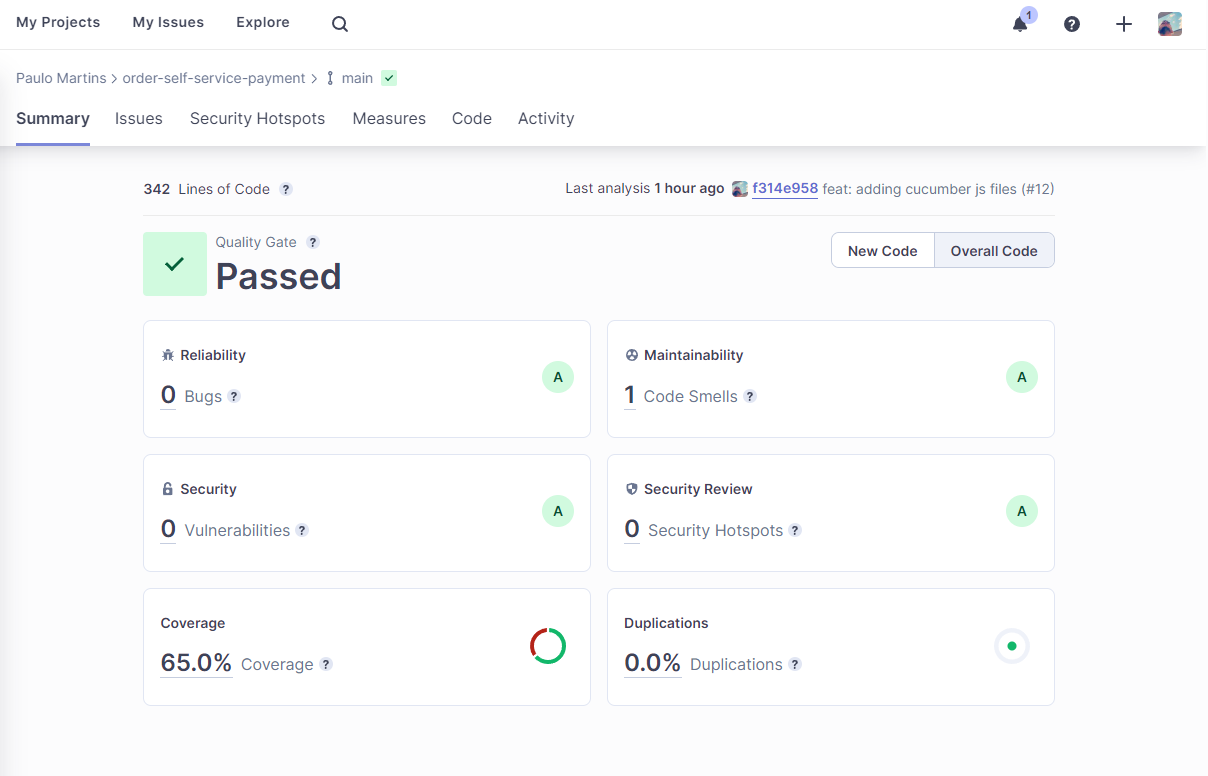 My Projects My Issues Explore 1 ?
Paulo Martins > order-self-service-payment > main
Summary Issues Security Hotspots Measures Code Activity
342 Lines of Code ? Last analysis 1 hour ago f314e958 feat: adding cucumber js files (#12)
Quality Gate ?
Passed
New Code Overall Code
Reliability
0 Bugs ?
A
Maintainability
1 Code Smells ?
A
Security
0 Vulnerabilities ?
A
Security Review
0 Security Hotspots ?
A
Coverage
65.0% Coverage ?
Duplications
0.0% Duplications ?